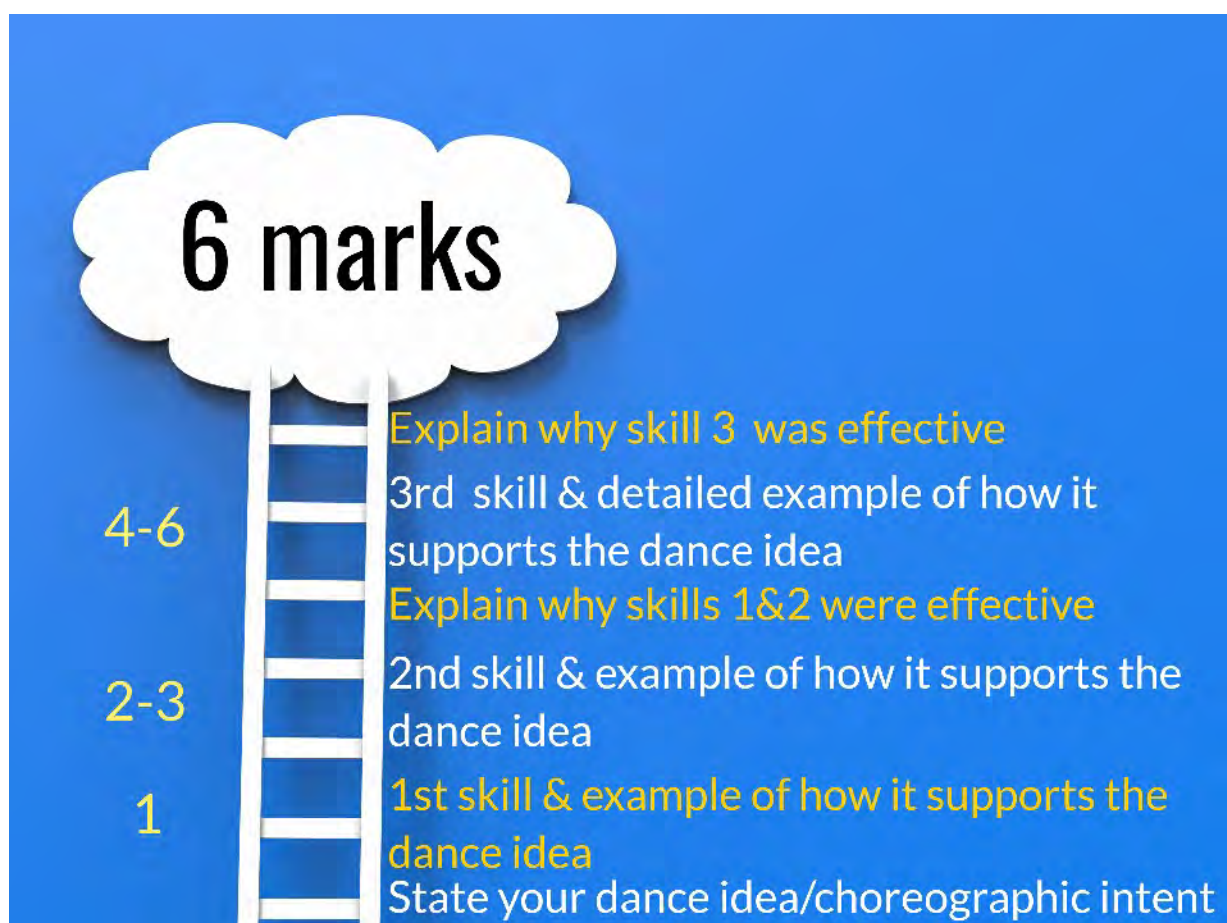 6 marks
Explain why skill 3 was effective
4-6
3rd skill & detailed example of how it
supports the dance idea
Explain why skills 1&2 were effective
2-3
2nd skill & example of how it supports the
dance idea
1
1st skill & example of how it supports the
dance idea
State your dance idea/choreographic intent